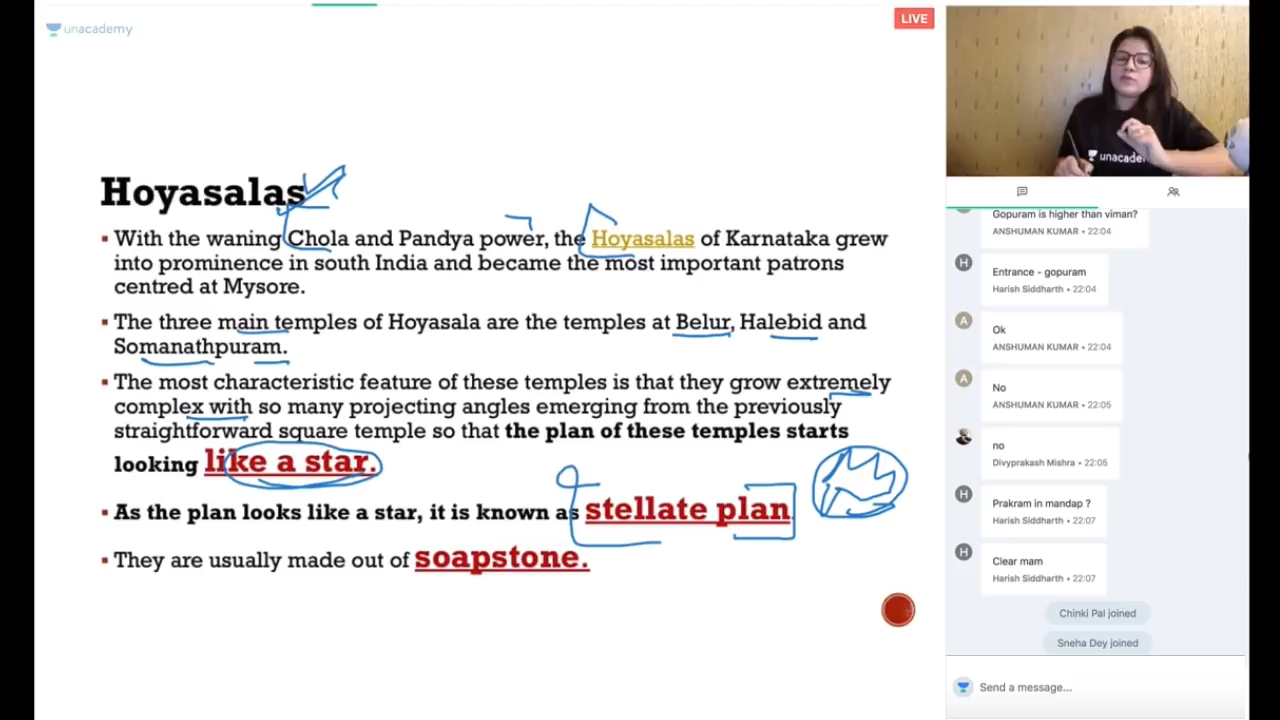 unacademy
LIVE
Hoyasalas
▪ With the waning Chola and Pandya power, the Hoyasalas of Karnataka grew
into prominence in south India and became the most important patrons
centred at Mysore.
▪ The three main temples of Hoyasala are the temples at Belur, Halebid and
Somanathpuram.
▪ The most characteristic feature of these temples is that they grow extremely
complex with so many projecting angles emerging from the previously
straightforward square temple so that the plan of these temples starts
looking like a star.
▪ As the plan looks like a star, it is known as stellate plan
▪ They are usually made out of soapstone.
unacade
Gopuram is higher than viman?
ANSHUMAN KUMAR • 22:04
H
Entrance - gopuram
Harish Siddharth • 22:04
A
Ok
ANSHUMAN KUMAR • 22:04
A
No
ANSHUMAN KUMAR • 22:05
no
Divyprakash Mishra • 22:05
H
Prakram in mandap ?
Harish Siddharth • 22:07
H
Clear mam
Harish Siddharth • 22:07
Chinki Pal joined
Sneha Dey joined
Send a message...